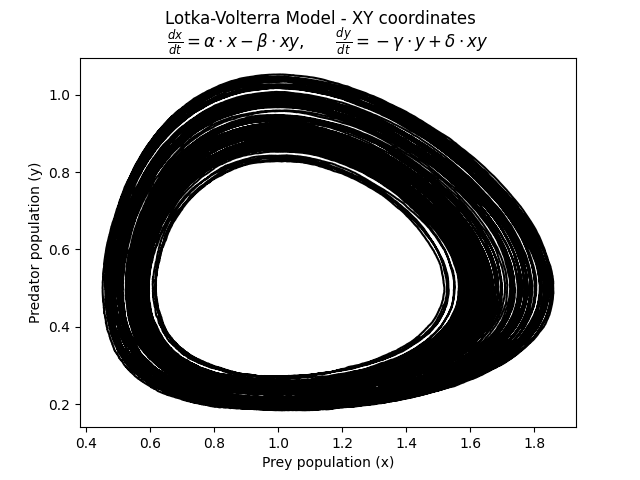 Lotka-Volterra Model - XY coordinates
dx/dt = α · x − β · xy, dy/dt = − γ · y + δ · xy
1.0
0.8
0.6
0.4
0.2
Predator population (y)
0.4 0.6 0.8 1.0 1.2 1.4 1.6 1.8
Prey population (x)